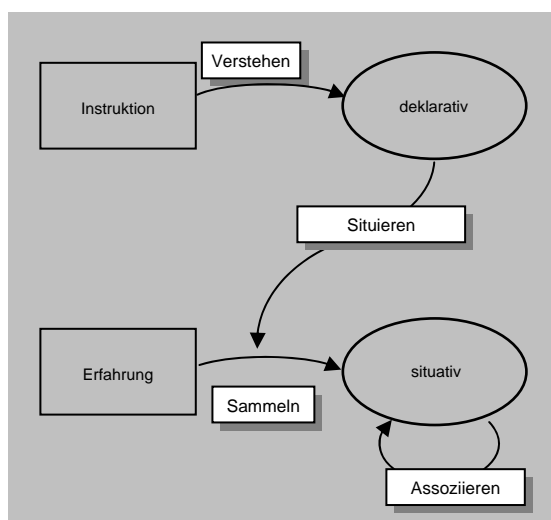 Verstehen
Instruktion
deklarativ
Situieren
Erfahrung
situativ
Sammeln
Assoziieren